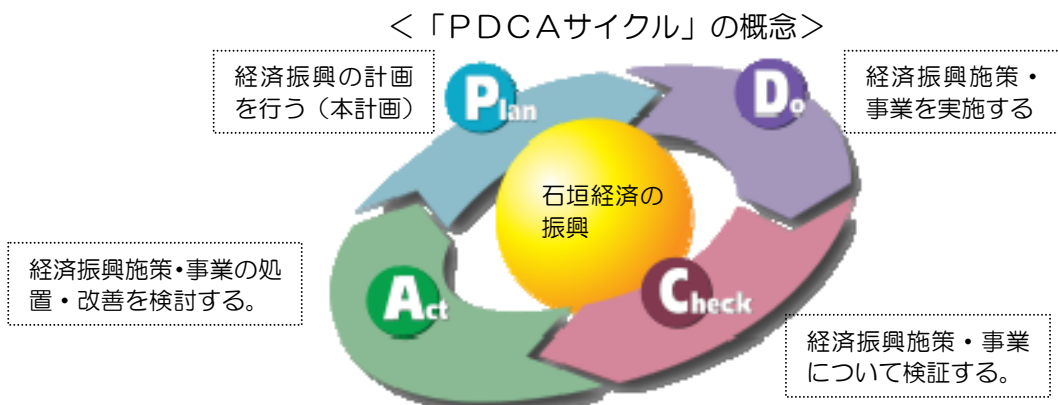 ＜「ＰＤＣＡサイクル」の概念＞
経済振興の計画
を行う（本計画）
Plan
Do
経済振興施策・
事業を実施する
石垣経済の
振興
経済振興施策・事業の処
置・改善を検討する。
Act
Check
経済振興施策・事業
について検証する。